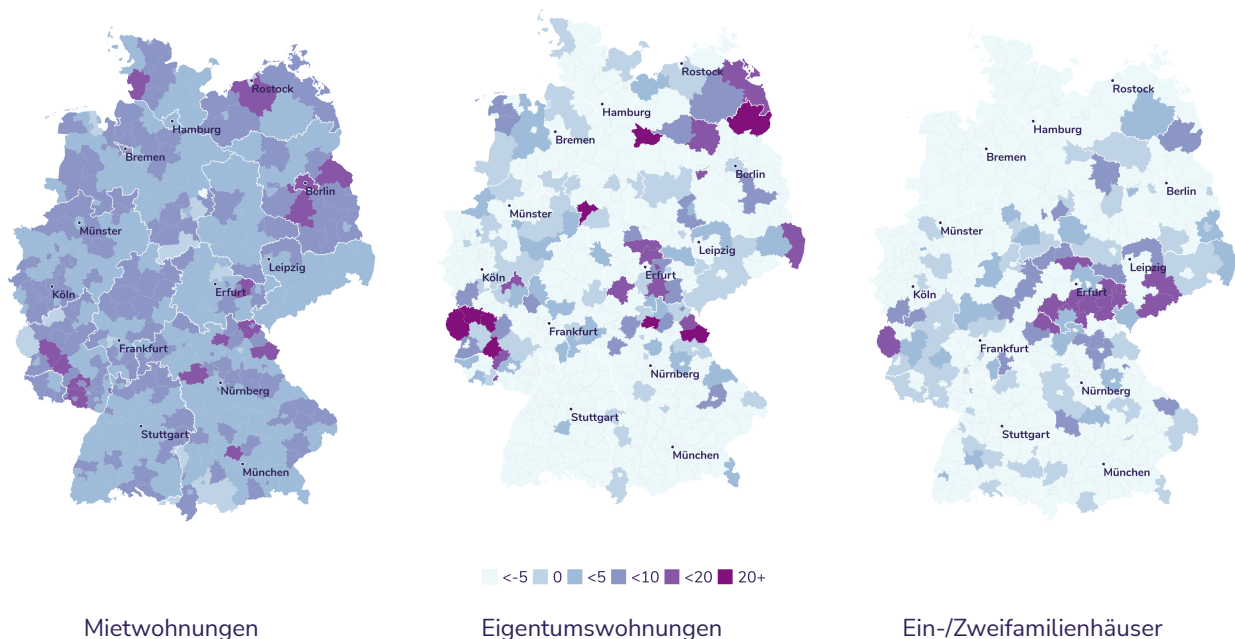 Rostock
Hamburg
Bremen
Berlin
Münster
Leipzig
Köln
Erfurt
Frankfurt
Nürnberg
Stuttgart
München
Rostock
Hamburg
Bremen
Berlin
Münster
Leipzig
Köln
Erfurt
Frankfurt
Nürnberg
Stuttgart
München
Rostock
Hamburg
Bremen
Berlin
Münster
Leipzig
Köln
Erfurt
Frankfurt
Nürnberg
Stuttgart
München
<-5 0 <5 <10 <20 20+
Mietwohnungen
Eigentumswohnungen
Ein-/Zweifamilienhäuser